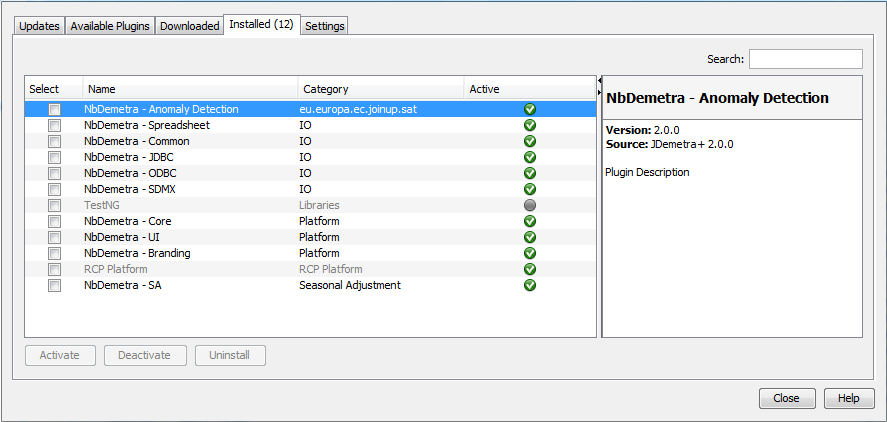 Updates Available Plugins Downloaded Installed (12) Settings
Search:
Select Name Category Active
NbDemetra - Anomaly Detection eu.europa.ec.joinup.sat
NbDemetra - Spreadsheet IO
NbDemetra - Common IO
NbDemetra - JDBC IO
NbDemetra - ODBC IO
NbDemetra - SDMX IO
TestNG Libraries
NbDemetra - Core Platform
NbDemetra - UI Platform
NbDemetra - Branding Platform
RCP Platform RCP Platform
NbDemetra - SA Seasonal Adjustment
NbDemetra - Anomaly Detection
Version: 2.0.0
Source: JDemetra+ 2.0.0
Plugin Description
Activate Deactivate Uninstall
Close Help